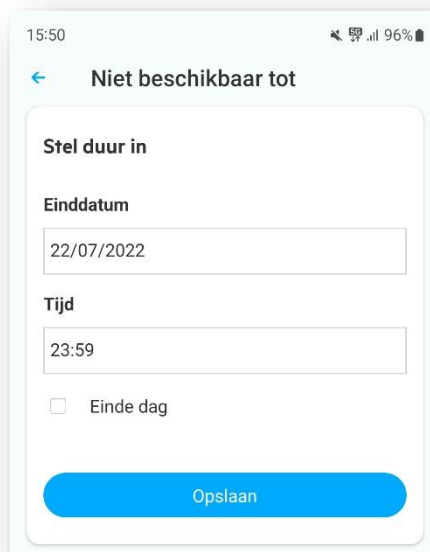 15:50 96%
Niet beschikbaar tot
Stel duur in
Einddatum
22/07/2022
Tijd
23:59
Einde dag
Opslaan